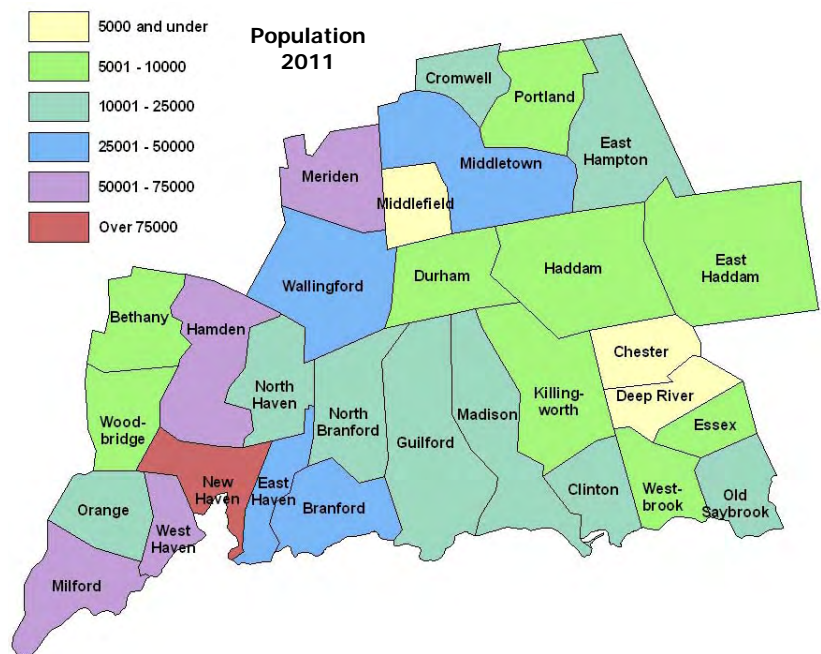 5000 and under
5001 - 10000
10001 - 25000
25001 - 50000
50001 - 75000
Over 75000
Population
2011
Cromwell
Portland
East
Hampton
Meriden
Middletown
Middlefield
Wallingford
Durham
Haddam
East
Haddam
Bethany
Hamden
Chester
North
Haven
Wood-
bridge
North
Branford
Guilford
Madison
Killing-
worth
Deep River
Essex
New
Haven
East
Haven
Branford
Clinton
West-
brook
Old
Saybrook
Orange
West
Haven
Milford